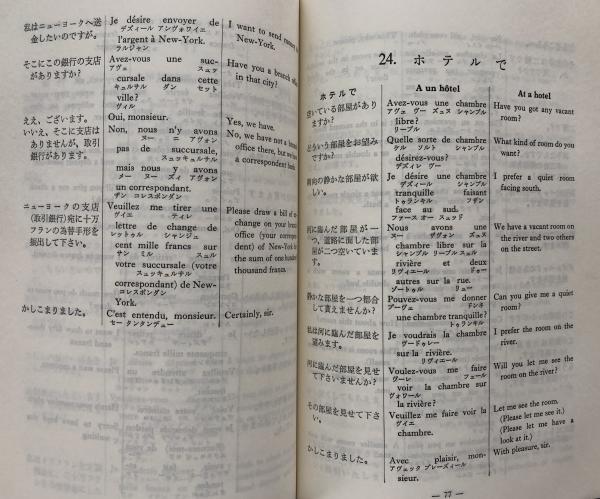 私はニューヨークへ送
金したいのですが。
そこにこの銀行の支店
がありますか?
ええ、ございます。
いいえ、そこに支店は
ありませんが、取引
銀行があります。
ニューヨークの支店
(取引銀行)宛に十万
フランの為替手形を
振出して下さい。
かしこまりました。
Je désire envoyer de
デズィール アンヴォワイエ
l'argent à New-York.
ラルジャン
Avez-vous une suc-
アヴェ スュッ
cursale dans cette
キュルサル ダン セット
ville?
ヴィル
Oui, monsieur.
Non, nous n'y avons
ヌー ニ アヴォン
pas de succursale,
スュッキュルサル
mais nous y avons
メー ヌー ズィ アヴォン
un correspondant.
ザン コレスポンダン
Veuillez me tirer une
ヴイエ ティレ
lettre de change de
レットゥル シャンジュ
cent mille francs sur
サン ミル スュル
votre succursale (votre
スュッキュルサル
correspondant) de New-
コレスポンダン
York.
C'est entendu, monsieur.
セー タンタンデュー
I want to send
New-York.
Have you a branch
in that city?
Yes, we have.
No, we have not a
office there, but we have
a correspondent
Please draw a bill of
change on your
office (your correspon-
dent) of New-York
the sum of one hundred
thousand francs.
Certainly, sir.
24. ホテルで
ホテルで
空いている部屋があり
ますか?
どういう部屋をお望み
ですか?
南向の静かな部屋が欲
しい。
河に臨んだ部屋が一
つ、道路に面した部
屋が二つ空いていま
す。
静かな部屋を一つ都合
して貰えませんか?
私は河に臨んだ部屋を
望みます。
河に臨んだ部屋を見せ
て下さいませんか?
その部屋を見せて下さ
い。
かしこまりました。
A un hôtel
Avez-vous une chambre
アヴェ ヴー ズュヌ シャンブル
libre?
リーブル
Quelle sorte de chambre
ケル ソルト シャンブル
désirez-vous?
デズィレ ヴー
Je désire une chambre
デズィール シャンブル
tranquille faisant
トゥランキル フザン
face au sud.
ファース オー スュッド
Nous avons une
ヌー ザヴォン ズュヌ
chambre libre sur la
シャンブル リーブル スュル
rivière et deux
リヴィエール ドゥー
autres sur la rue.
ゾートゥル リュー
Pouvez-vous me donner
プーヴェ ドンネ
une chambre tranquille?
トゥランキル
Je voudrais la chambre
ヴードゥレー
sur la rivière.
リヴィエール
Voulez-vous me faire
ヴーレ フェール
voir la chambre sur
ヴォワール
la rivière?
Veuillez me faire voir la
ヴイエ
chambre.
Avec plaisir, mon-
アヴェック プレーズィール
sieur.
At a hotel
Have you got any vacant
room?
What kind of room do you
want?
I prefer a quiet room
facing south.
We have a vacant room on
the river and two others
on the street.
Can you give me a quiet
room?
I prefer the room on the
river.
Will you let me see the
room on the river?
Let me see the room.
(Please let me see it.)
(Please let me have a
look at it.)
With pleasure, sir.
— 77 —